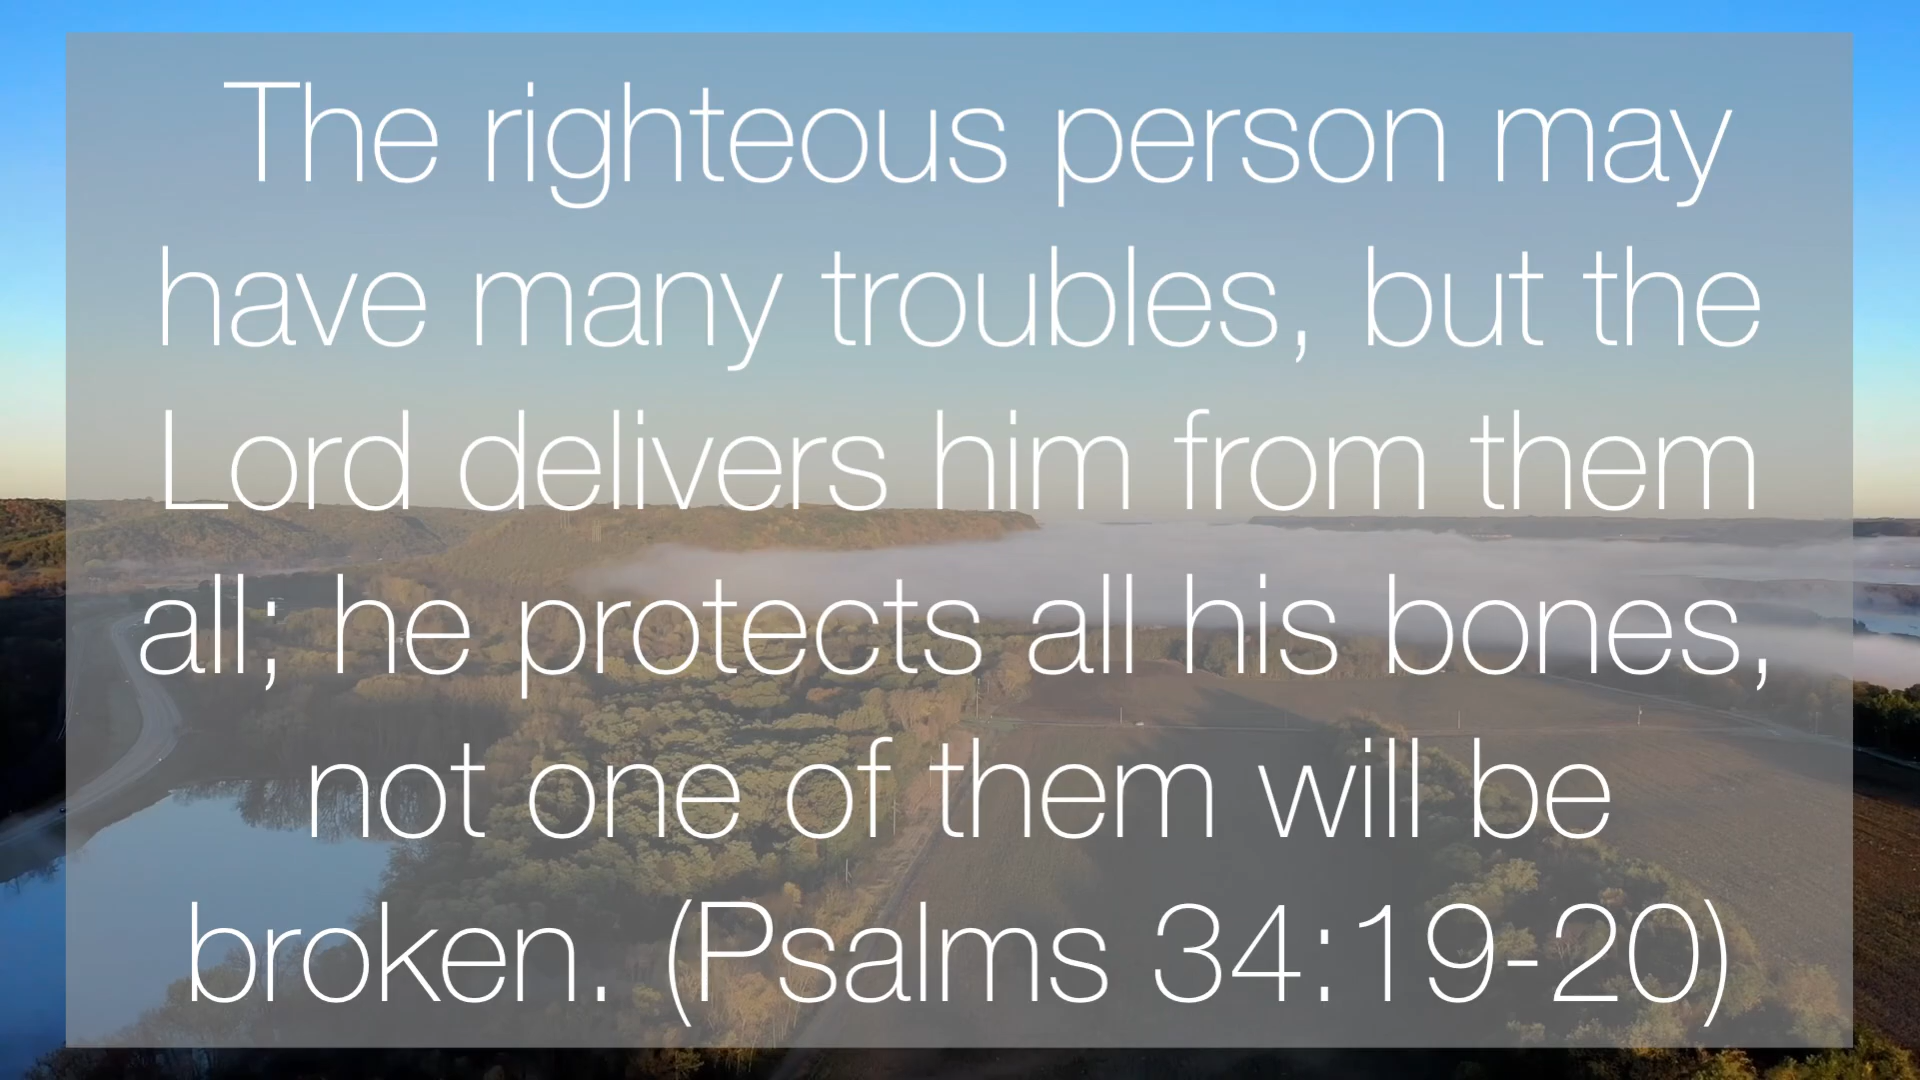 The righteous person may
have many troubles, but the
Lord delivers him from them
all; he protects all his bones,
not one of them will be
broken. (Psalms 34:19-20)